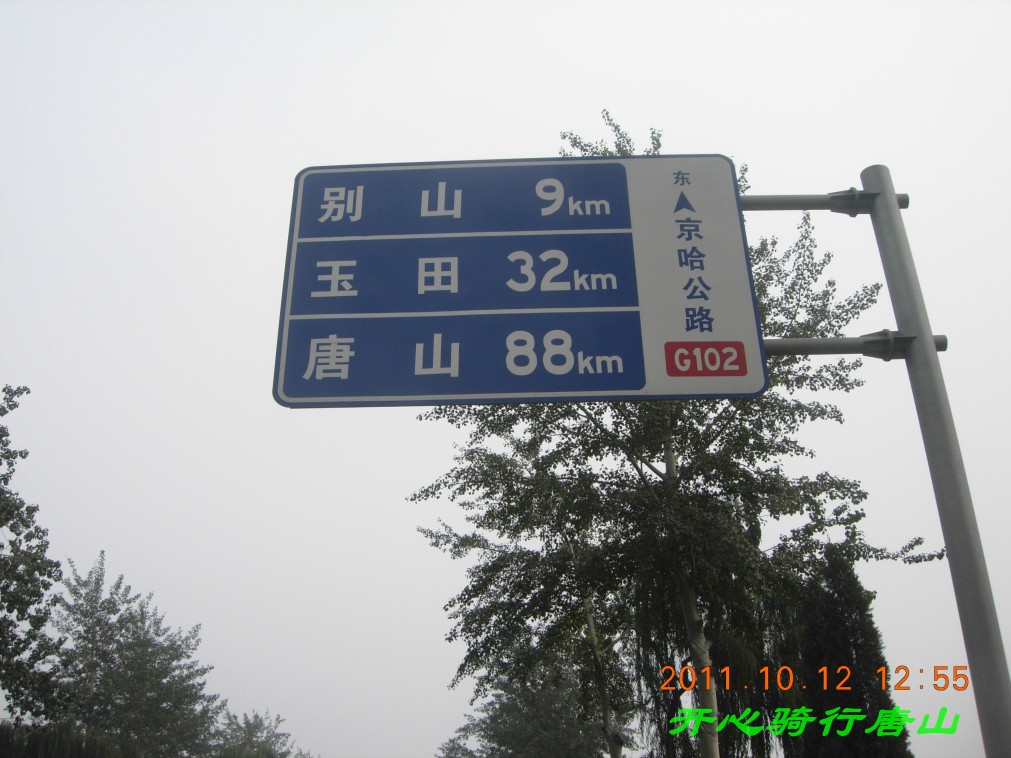 别山 9km
玉田 32km
唐山 88km
东
京哈公路
G102
2011.10.12 12:55
开心骑行唐山